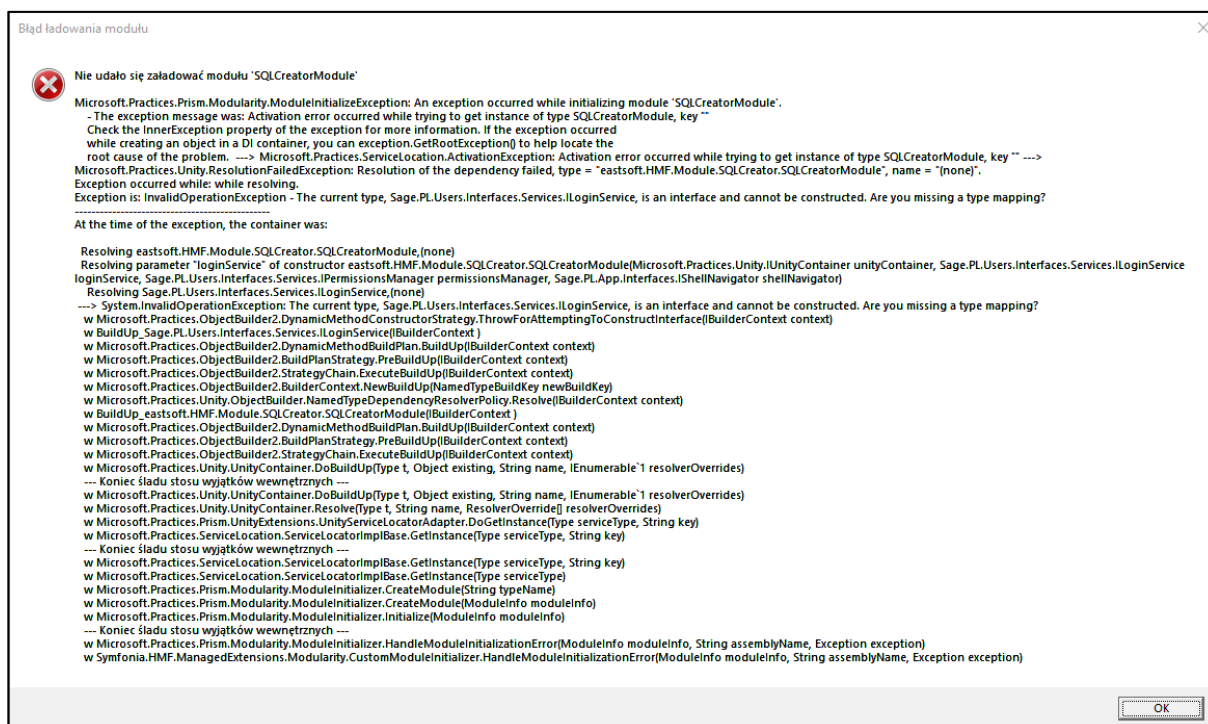 Błąd ładowania modułu
Nie udało się załadować modułu 'SQLCreatorModule'
Microsoft.Practices.Prism.Modularity.ModuleInitializeException: An exception occurred while initializing module 'SQLCreatorModule'.
- The exception message was: Activation error occurred while trying to get instance of type SQLCreatorModule, key ""
Check the InnerException property of the exception for more information. If the exception occurred
while creating an object in a DI container, you can exception.GetRootException() to help locate the
root cause of the problem. ---> Microsoft.Practices.ServiceLocation.ActivationException: Activation error occurred while trying to get instance of type SQLCreatorModule, key "" --->
Microsoft.Practices.Unity.ResolutionFailedException: Resolution of the dependency failed, type = "eastsoft.HMF.Module.SQLCreator.SQLCreatorModule", name = "(none)".
Exception occurred while: while resolving.
Exception is: InvalidOperationException - The current type, Sage.PL.Users.Interfaces.Services.ILoginService, is an interface and cannot be constructed. Are you missing a type mapping?
-----------------------------------------------
At the time of the exception, the container was:
Resolving eastsoft.HMF.Module.SQLCreator.SQLCreatorModule,(none)
Resolving parameter "loginService" of constructor eastsoft.HMF.Module.SQLCreator.SQLCreatorModule(Microsoft.Practices.Unity.IUnityContainer unityContainer, Sage.PL.Users.Interfaces.Services.ILoginService
loginService, Sage.PL.Users.Interfaces.Services.IPermissionsManager permissionsManager, Sage.PL.App.Interfaces.IShellNavigator shellNavigator)
Resolving Sage.PL.Users.Interfaces.Services.ILoginService,(none)
---> System.InvalidOperationException: The current type, Sage.PL.Users.Interfaces.Services.ILoginService, is an interface and cannot be constructed. Are you missing a type mapping?
w Microsoft.Practices.ObjectBuilder2.DynamicMethodConstructorStrategy.ThrowForAttemptingToConstructInterface(IBuilderContext context)
w BuildUp_Sage.PL.Users.Interfaces.Services.ILoginService(IBuilderContext )
w Microsoft.Practices.ObjectBuilder2.DynamicMethodBuildPlan.BuildUp(IBuilderContext context)
w Microsoft.Practices.ObjectBuilder2.BuildPlanStrategy.PreBuildUp(IBuilderContext context)
w Microsoft.Practices.ObjectBuilder2.StrategyChain.ExecuteBuildUp(IBuilderContext context)
w Microsoft.Practices.ObjectBuilder2.BuilderContext.NewBuildUp(NamedTypeBuildKey newBuildKey)
w Microsoft.Practices.Unity.ObjectBuilder.NamedTypeDependencyResolverPolicy.Resolve(IBuilderContext context)
w BuildUp_eastsoft.HMF.Module.SQLCreator.SQLCreatorModule(IBuilderContext )
w Microsoft.Practices.ObjectBuilder2.DynamicMethodBuildPlan.BuildUp(IBuilderContext context)
w Microsoft.Practices.ObjectBuilder2.BuildPlanStrategy.PreBuildUp(IBuilderContext context)
w Microsoft.Practices.ObjectBuilder2.StrategyChain.ExecuteBuildUp(IBuilderContext context)
w Microsoft.Practices.Unity.UnityContainer.DoBuildUp(Type t, Object existing, String name, IEnumerable`1 resolverOverrides)
--- Koniec śladu stosu wyjątków wewnętrznych ---
w Microsoft.Practices.Unity.UnityContainer.DoBuildUp(Type t, Object existing, String name, IEnumerable`1 resolverOverrides)
w Microsoft.Practices.Unity.UnityContainer.Resolve(Type t, String name, ResolverOverride[] resolverOverrides)
w Microsoft.Practices.Prism.UnityExtensions.UnityServiceLocatorAdapter.DoGetInstance(Type serviceType, String key)
w Microsoft.Practices.ServiceLocation.ServiceLocatorImplBase.GetInstance(Type serviceType, String key)
--- Koniec śladu stosu wyjątków wewnętrznych ---
w Microsoft.Practices.ServiceLocation.ServiceLocatorImplBase.GetInstance(Type serviceType, String key)
w Microsoft.Practices.ServiceLocation.ServiceLocatorImplBase.GetInstance(Type serviceType)
w Microsoft.Practices.Prism.Modularity.ModuleInitializer.CreateModule(String typeName)
w Microsoft.Practices.Prism.Modularity.ModuleInitializer.CreateModule(ModuleInfo moduleInfo)
w Microsoft.Practices.Prism.Modularity.ModuleInitializer.Initialize(ModuleInfo moduleInfo)
--- Koniec śladu stosu wyjątków wewnętrznych ---
w Microsoft.Practices.Prism.Modularity.ModuleInitializer.HandleModuleInitializationError(ModuleInfo moduleInfo, String assemblyName, Exception exception)
w Symfonia.HMF.ManagedExtensions.Modularity.CustomModuleInitializer.HandleModuleInitializationError(ModuleInfo moduleInfo, String assemblyName, Exception exception)
OK